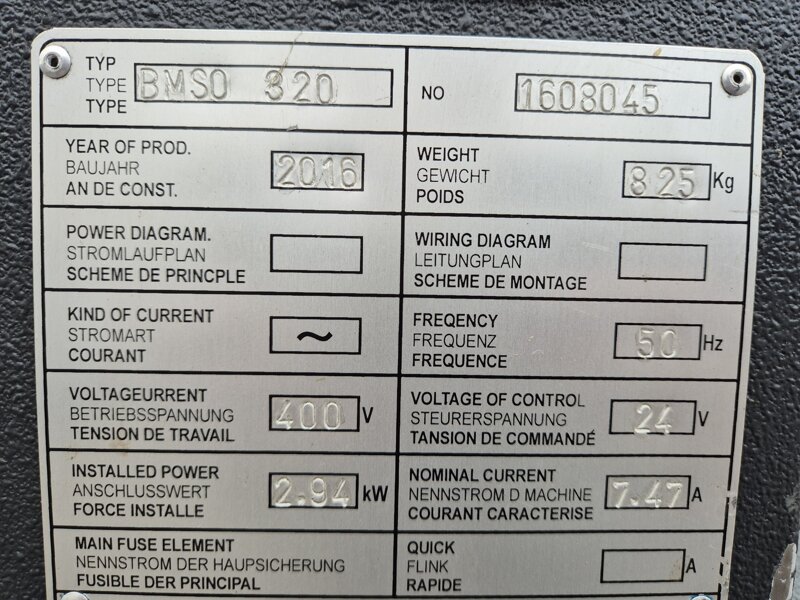 TYP
TYPE BMSO 320
TYPE
NO 1608045
YEAR OF PROD.
BAUJAHR 2016
AN DE CONST.
WEIGHT
GEWICHT 825 Kg
POIDS
POWER DIAGRAM.
STROMLAUFPLAN
SCHEME DE PRINCPLE
WIRING DIAGRAM
LEITUNGPLAN
SCHEME DE MONTAGE
KIND OF CURRENT
STROMART ~
COURANT
FREQENCY
FREQUENZ 50 Hz
FREQUENCE
VOLTAGEURRENT
BETRIEBSSPANNUNG 400 V
TENSION DE TRAVAIL
VOLTAGE OF CONTROL
STEURERSPANNUNG 24 V
TANSION DE COMMANDÉ
INSTALLED POWER
ANSCHLUSSWERT 2.94 kW
FORCE INSTALLE
NOMINAL CURRENT
NENNSTROM D MACHINE 7.47 A
COURANT CARACTERISE
MAIN FUSE ELEMENT
NENNSTROM DER HAUPSICHERUNG
FUSIBLE DER PRINCIPAL
QUICK
FLINK A
RAPIDE